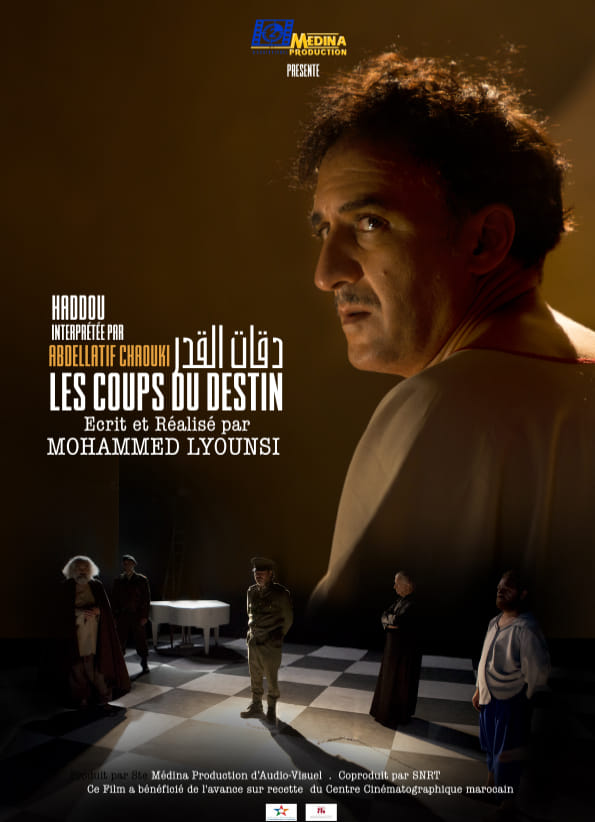 MEDINA
PRODUCTION
PRESENTE
HADDOU
INTERPRÉTÉE PAR
ABDELLATIF CHAOUKI
دقات القدر
LES COUPS DU DESTIN
Ecrit et Réalisé par
MOHAMMED LYOUNSI
Produit par Ste Médina Production d'Audio-Visuel . Coproduit par SNRT
Ce Film a bénéficié de l'avance sur recette du Centre Cinématographique marocain